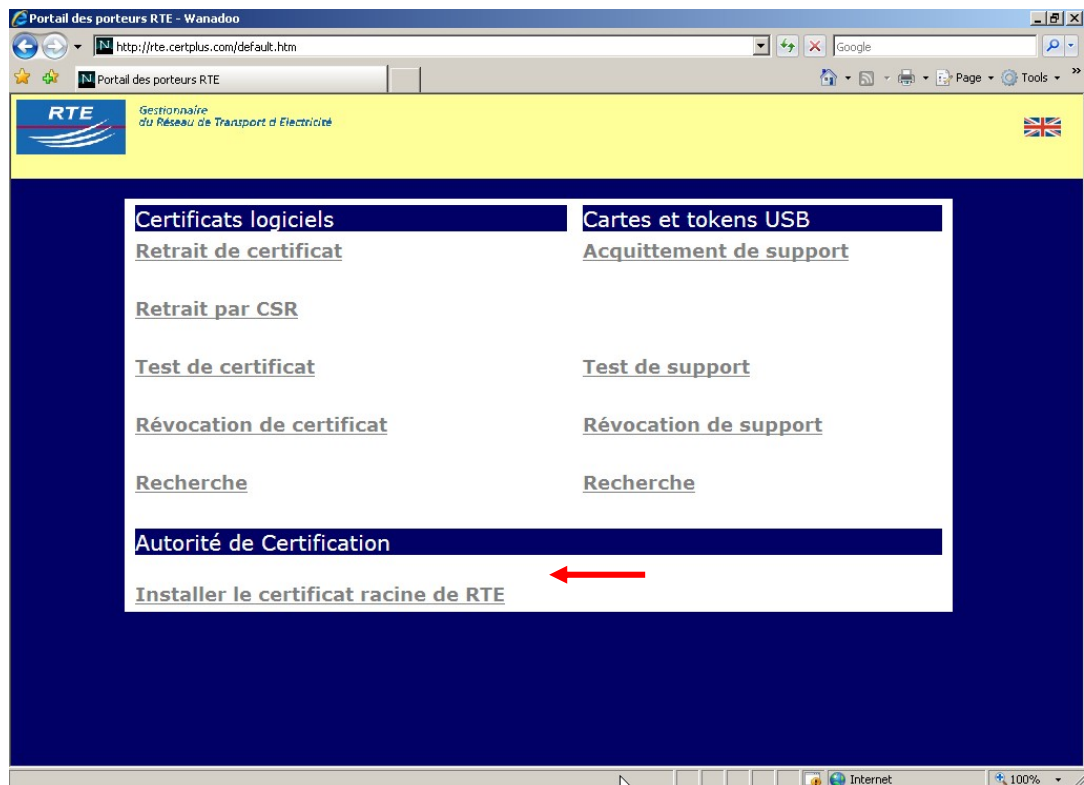 Portail des porteurs RTE - Wanadoo
http://rte.certplus.com/default.htm
Google
Portail des porteurs RTE
Page
Tools
RTE
Gestionnaire
du Réseau de Transport d Electricité
Certificats logiciels
Cartes et tokens USB
Retrait de certificat
Acquittement de support
Retrait par CSR
Test de certificat
Test de support
Révocation de certificat
Révocation de support
Recherche
Recherche
Autorité de Certification
Installer le certificat racine de RTE
Internet
100%